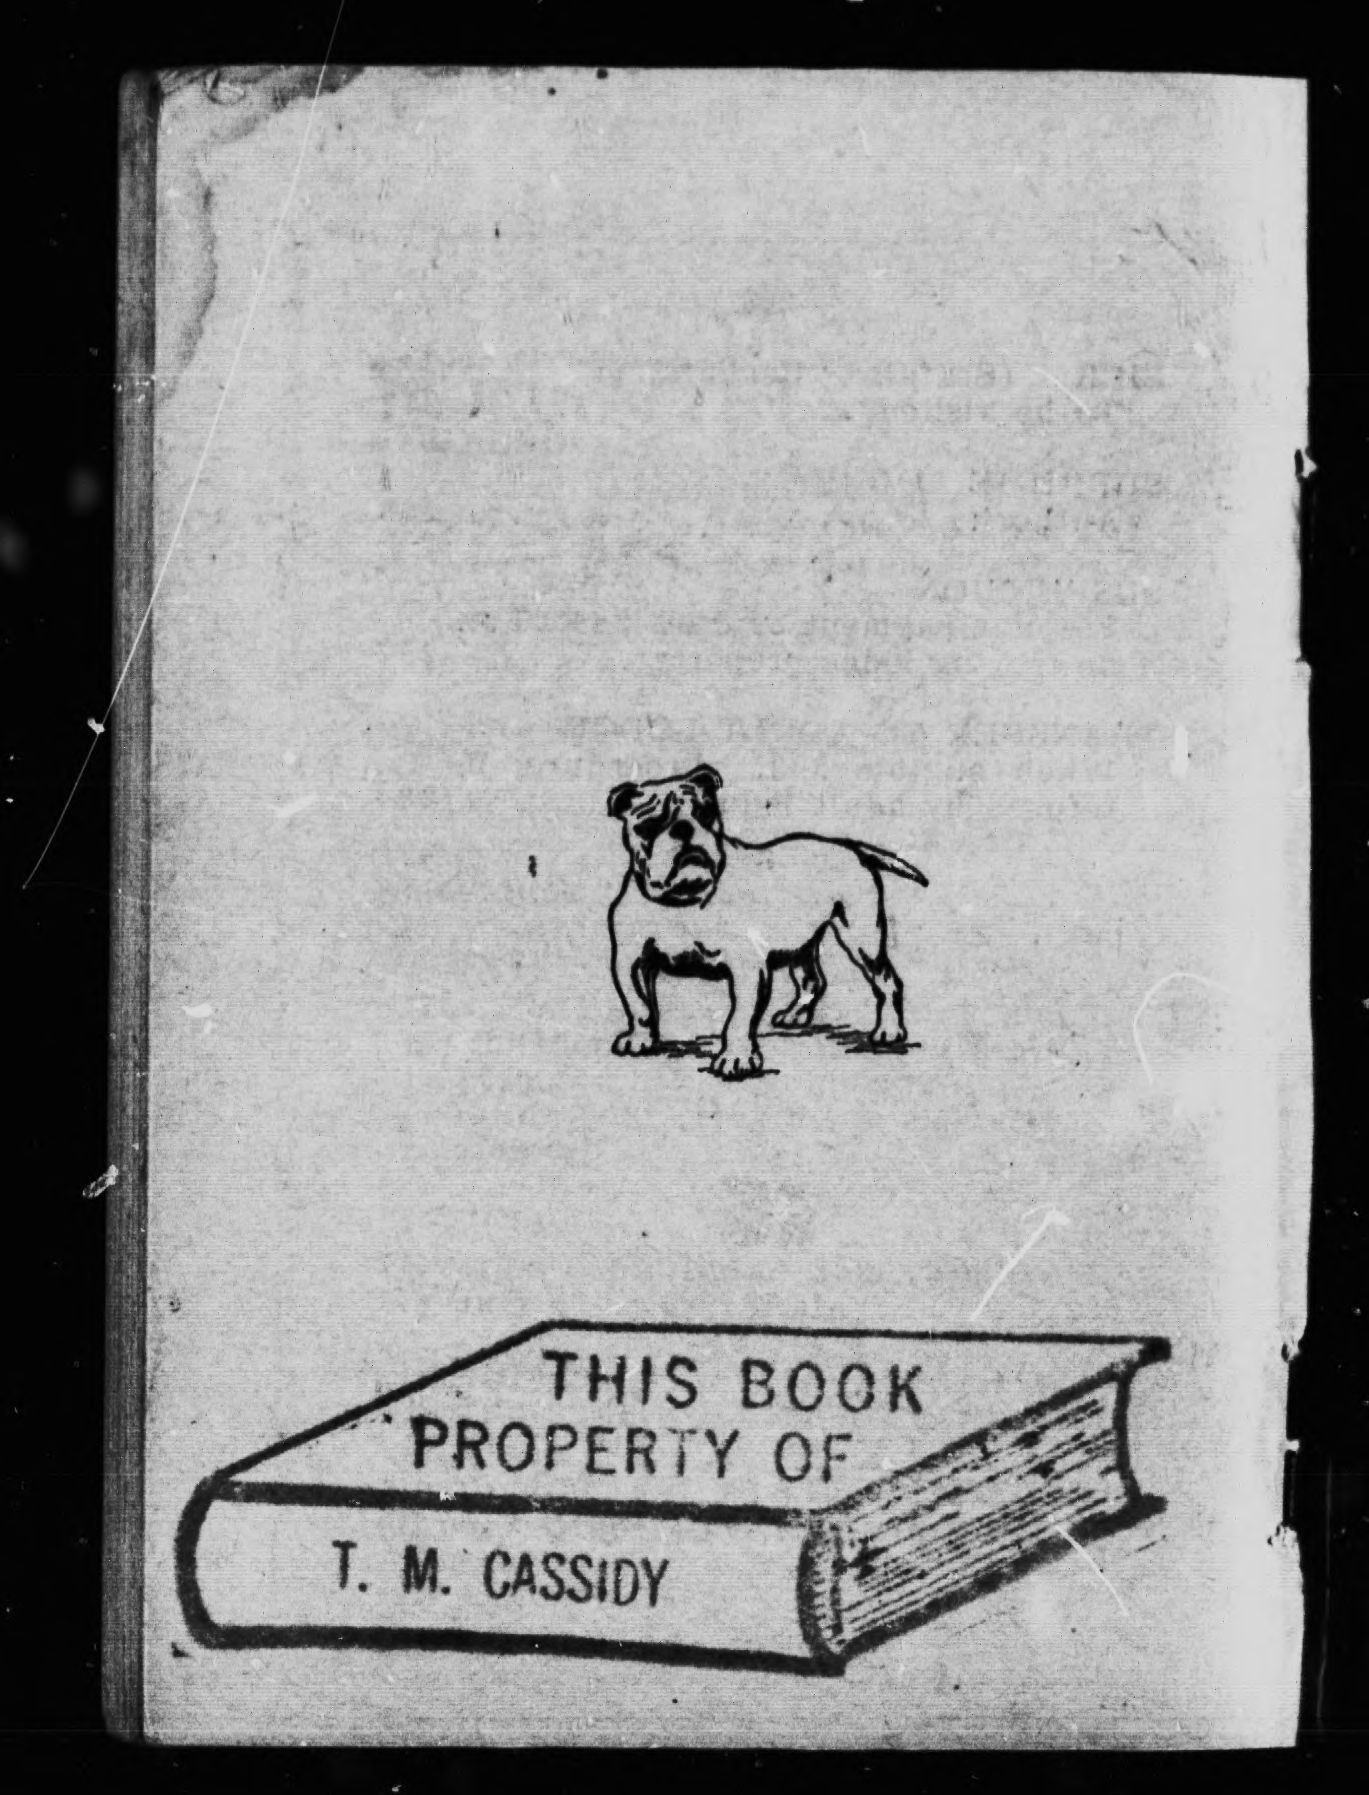 THIS BOOK
PROPERTY OF
T. M. CASSIDY